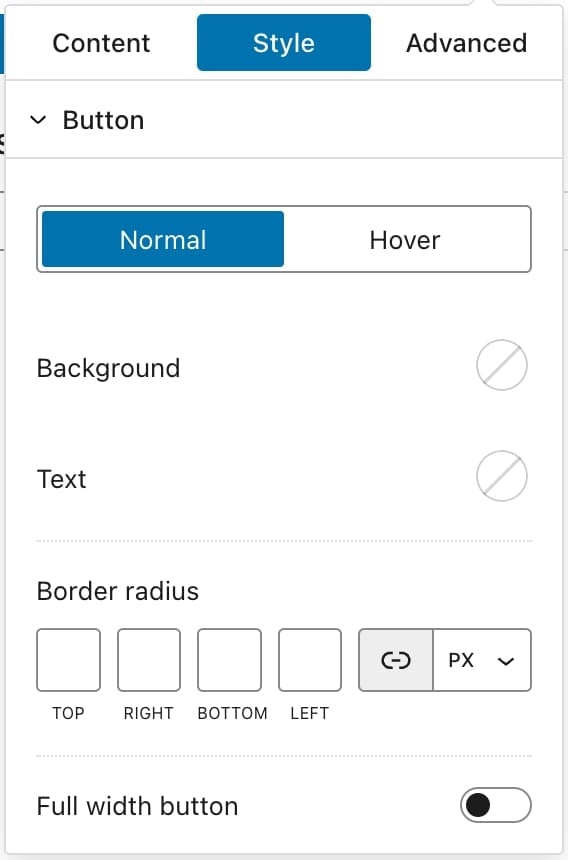 Content Style Advanced
Button
Normal Hover
Background
Text
Border radius
PX
TOP RIGHT BOTTOM LEFT
Full width button